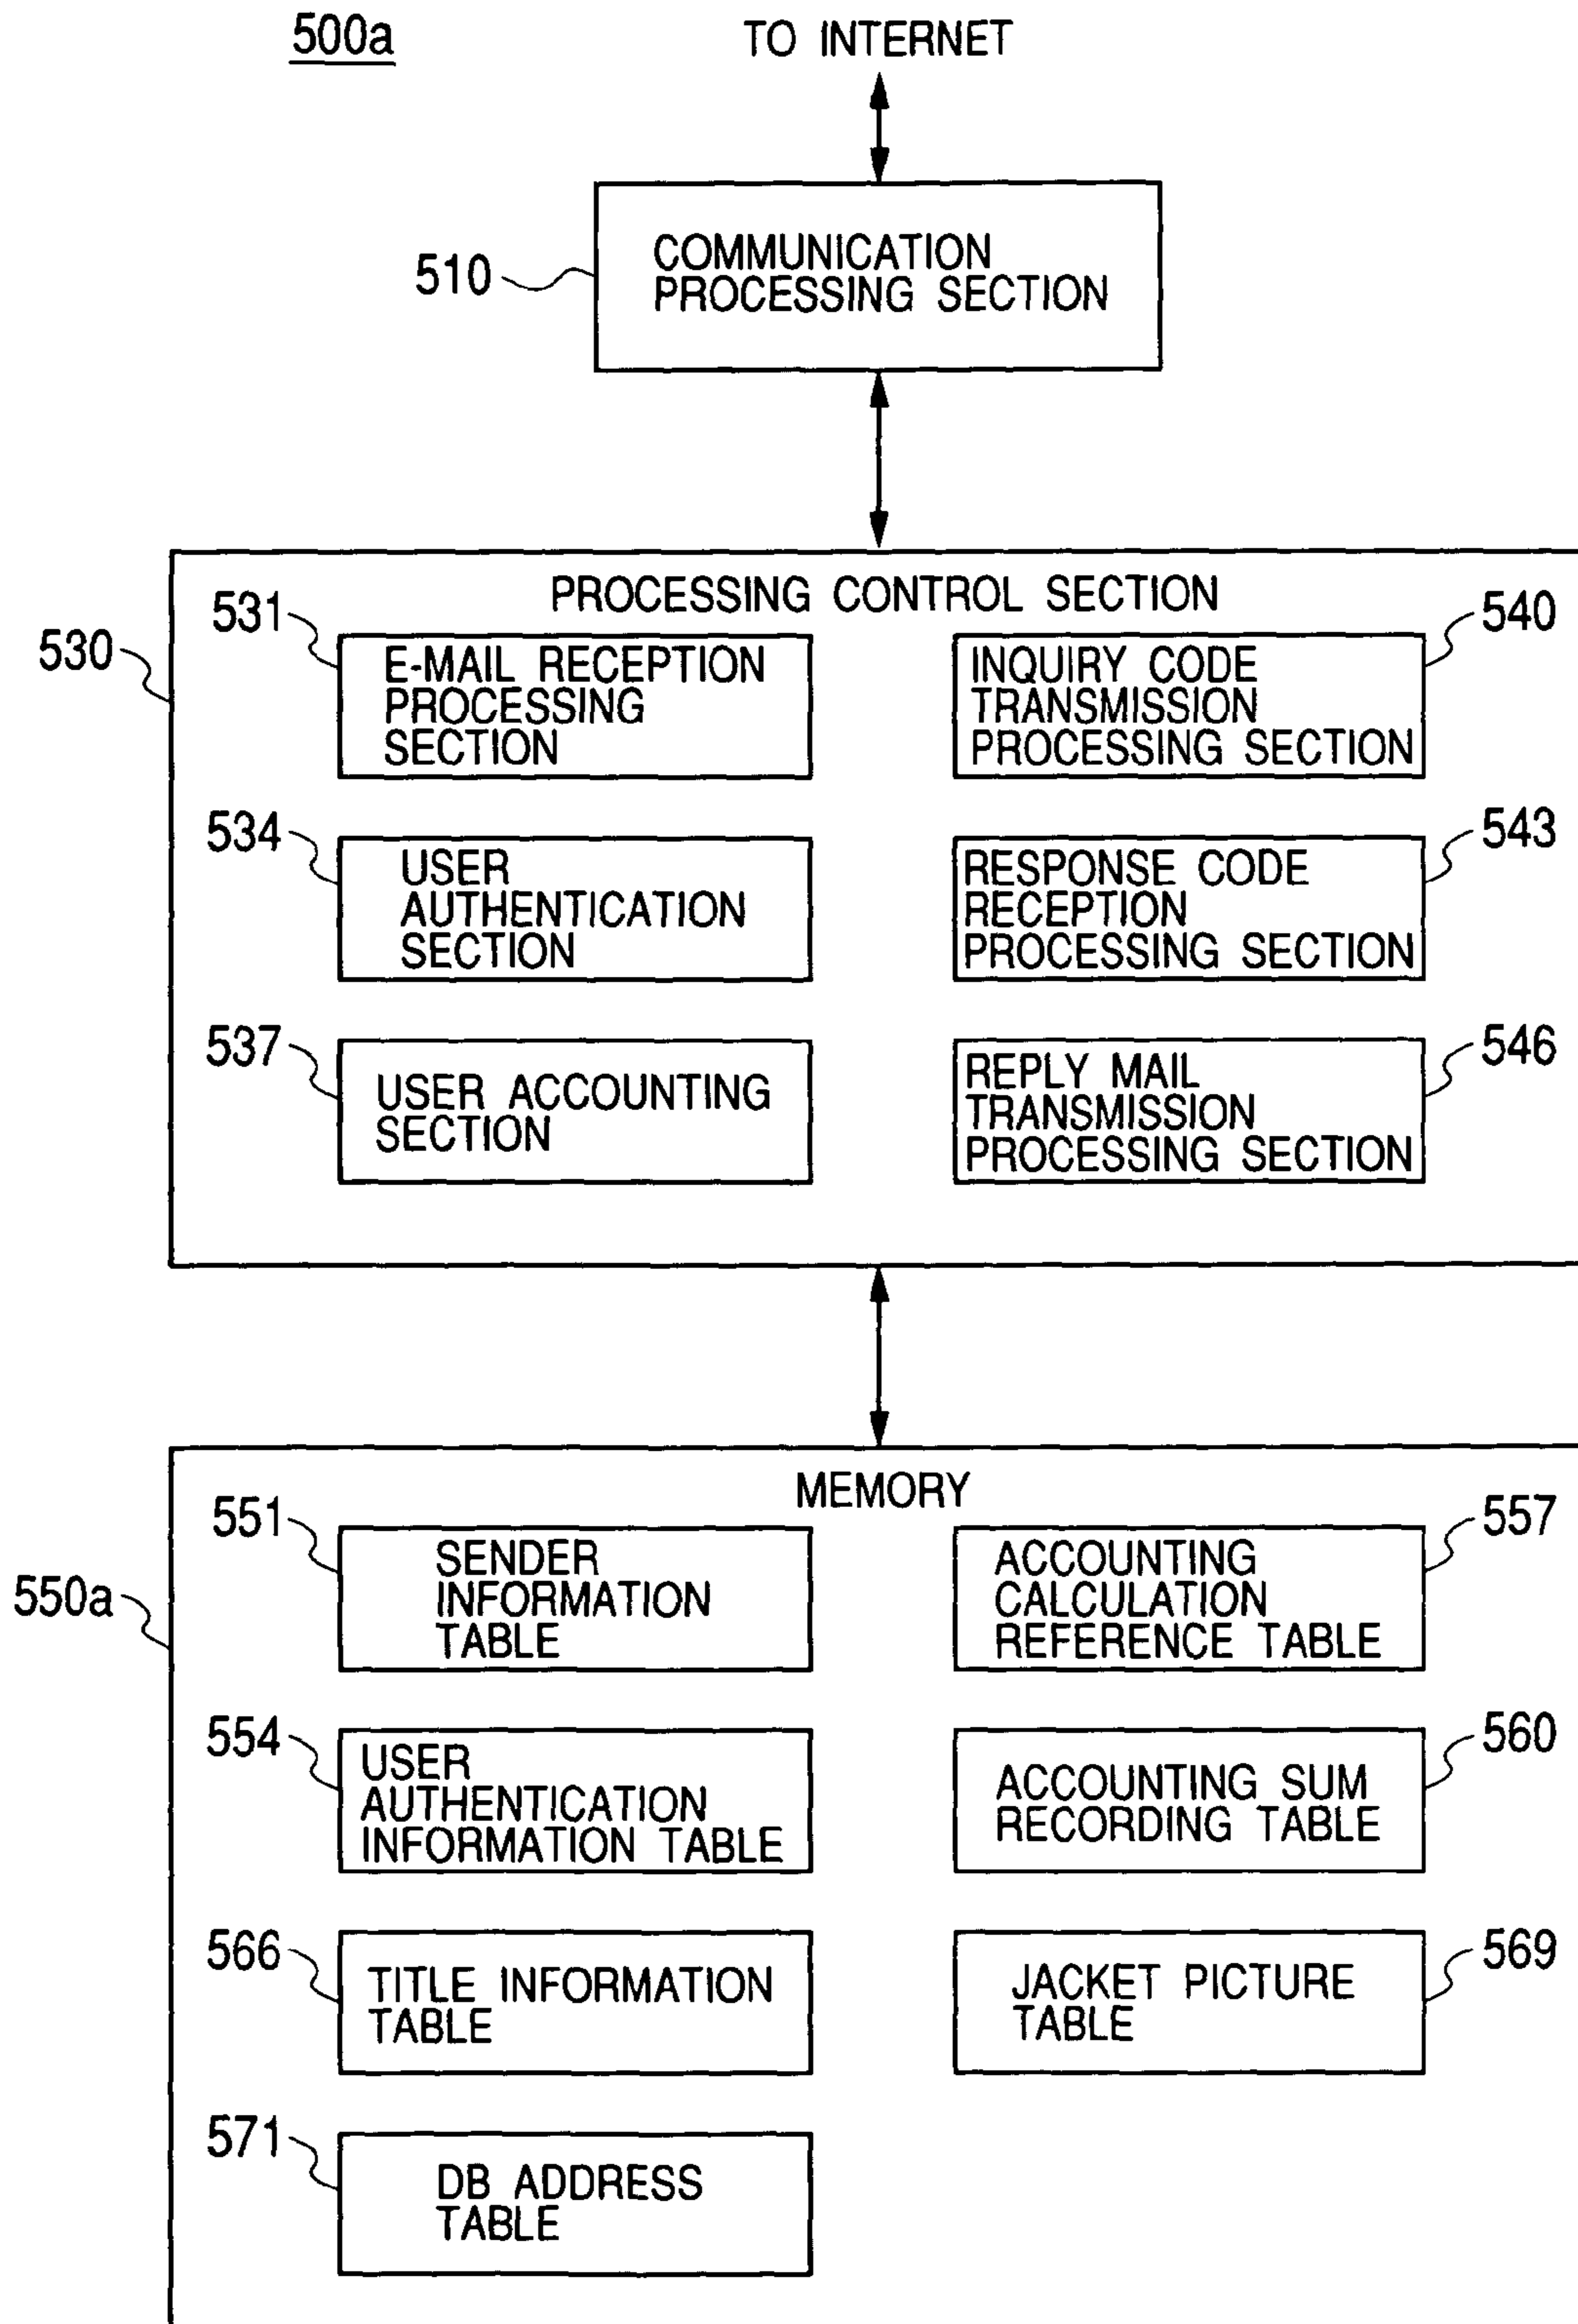 500a
TO INTERNET
510
COMMUNICATION
PROCESSING SECTION
530
PROCESSING CONTROL SECTION
531
E-MAIL RECEPTION
PROCESSING
SECTION
540
INQUIRY CODE
TRANSMISSION
PROCESSING SECTION
534
USER
AUTHENTICATION
SECTION
543
RESPONSE CODE
RECEPTION
PROCESSING SECTION
537
USER ACCOUNTING
SECTION
546
REPLY MAIL
TRANSMISSION
PROCESSING SECTION
550a
MEMORY
551
SENDER
INFORMATION
TABLE
557
ACCOUNTING
CALCULATION
REFERENCE TABLE
554
USER
AUTHENTICATION
INFORMATION TABLE
560
ACCOUNTING SUM
RECORDING TABLE
566
TITLE INFORMATION
TABLE
569
JACKET PICTURE
TABLE
571
DB ADDRESS
TABLE